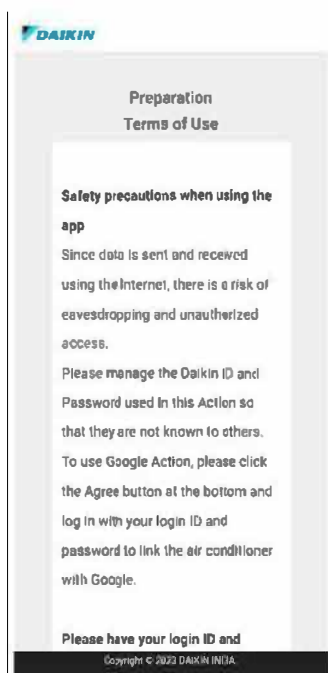 DAIKIN
Preparation
Terms of Use
Safety precautions when using the
app
Since data is sent and received
using the Internet, there is a risk of
eavesdropping and unauthorized
access.
Please manage the Daikin ID and
Password used in this Action so
that they are not known to others.
To use Google Action, please click
the Agree button at the bottom and
log in with your login ID and
password to link the air conditioner
with Google.
Please have your login ID and
Copyright © 2023 DAIKIN INDIA.